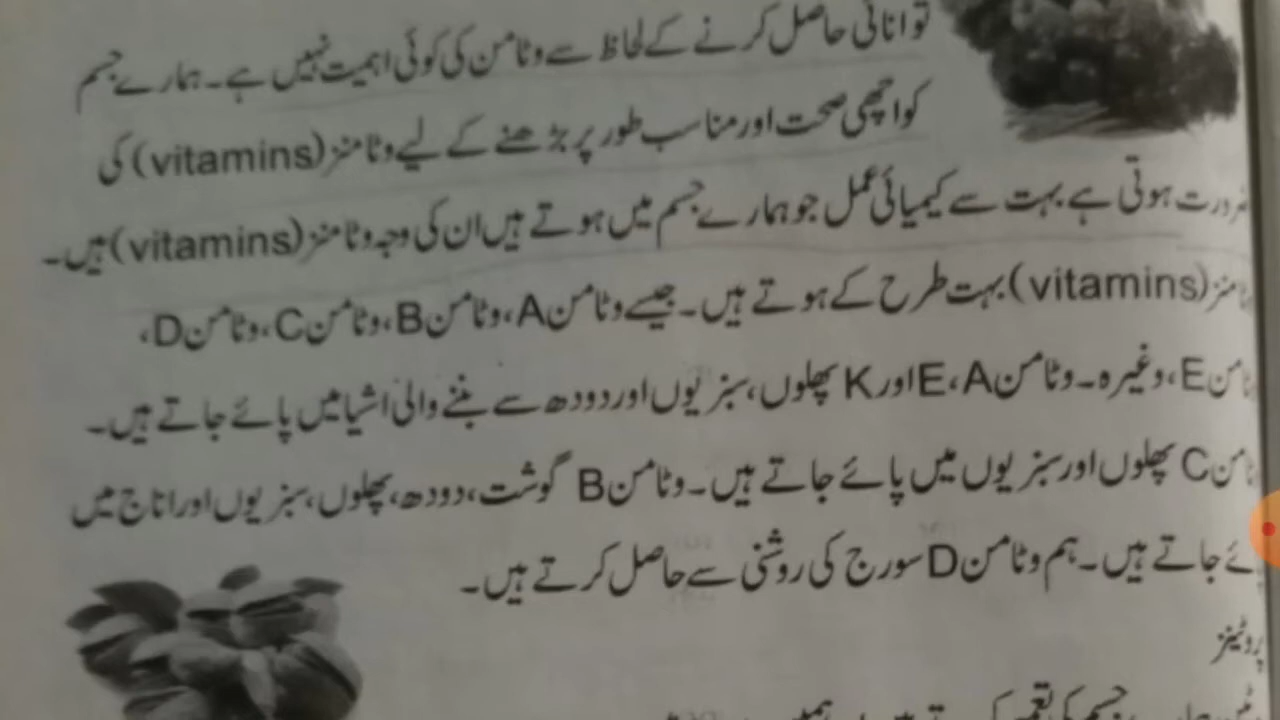 توانائی حاصل کرنے کے لحاظ سے وٹامن کی کوئی اہمیت نہیں ہے۔ ہمارے جسم
کو اچھی صحت اور مناسب طور پر بڑھنے کے لیے وٹامنز (vitamins) کی
ضرورت ہوتی ہے بہت سے کیمیائی عمل جو ہمارے جسم میں ہوتے ہیں ان کی وجہ وٹامنز (vitamins) ہیں۔
وٹامنز (vitamins) بہت طرح کے ہوتے ہیں۔ جیسے وٹامن A، وٹامن B، وٹامن C، وٹامن D،
وٹامن E، وغیرہ۔ وٹامن E، A اور K پھلوں، سبزیوں اور دودھ سے بننے والی اشیا میں پائے جاتے ہیں۔
وٹامن C پھلوں اور سبزیوں میں پائے جاتے ہیں۔ وٹامن B گوشت، دودھ، پھلوں، سبزیوں اور اناج میں
ئے جاتے ہیں۔ ہم وٹامن D سورج کی روشنی سے حاصل کرتے ہیں۔
پروٹینز